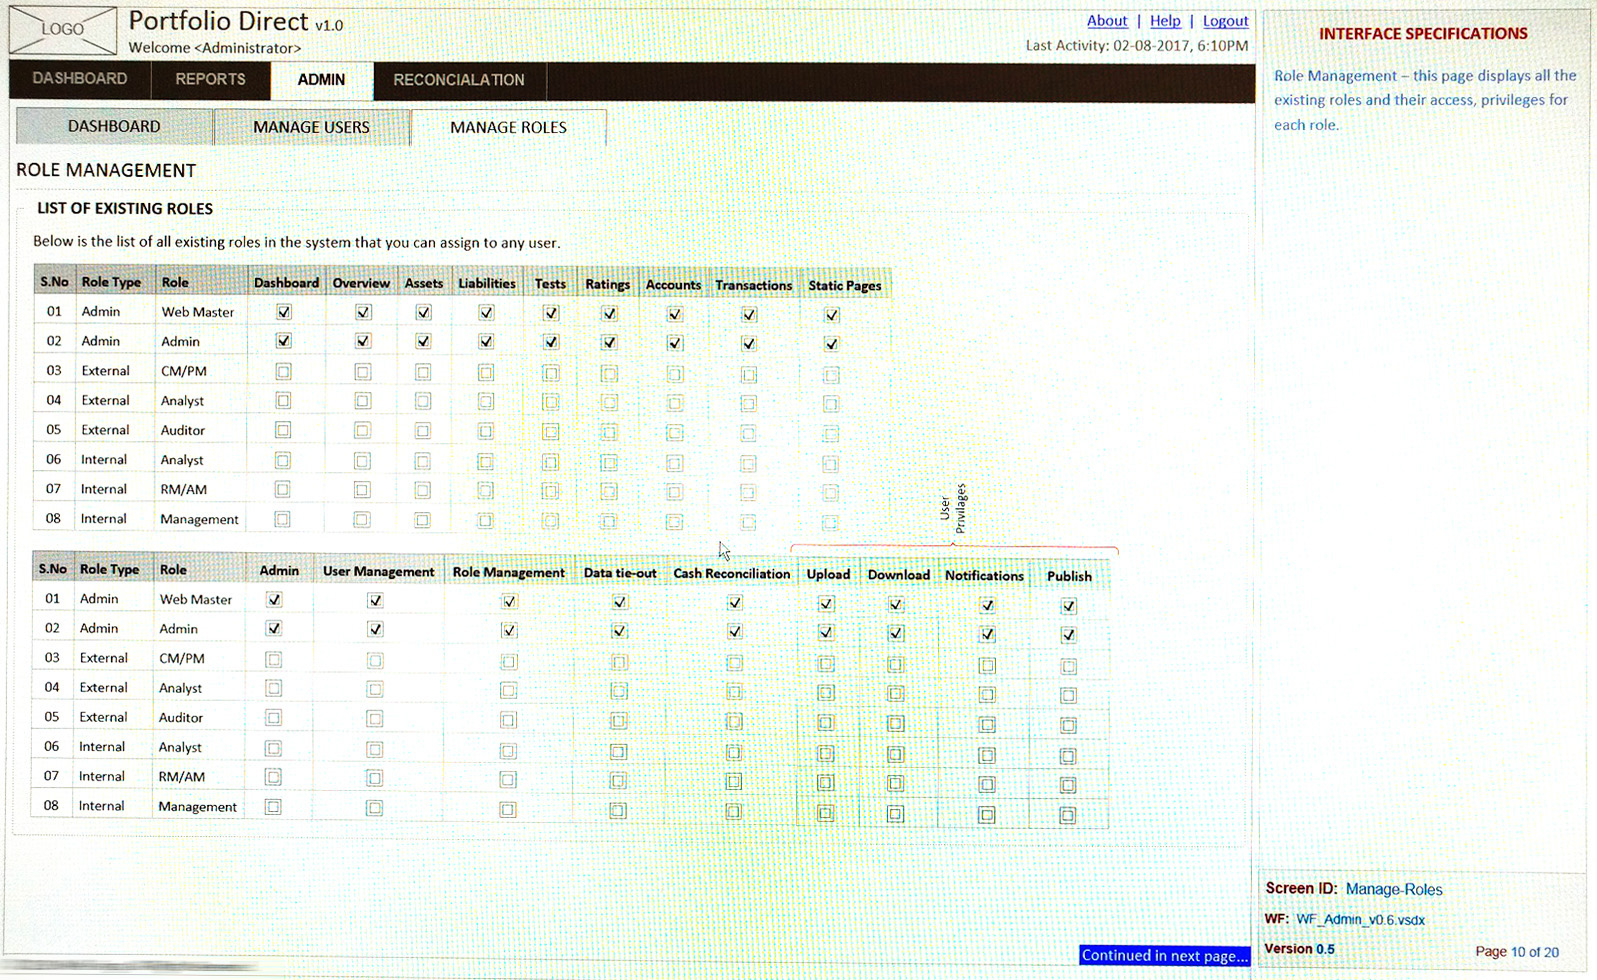 LOGO
Portfolio Direct v1.0
Welcome <Administrator>
About | Help | Logout
Last Activity: 02-08-2017, 6:10PM
DASHBOARD REPORTS ADMIN RECONCIALATION
DASHBOARD MANAGE USERS MANAGE ROLES
ROLE MANAGEMENT
LIST OF EXISTING ROLES
Below is the list of all existing roles in the system that you can assign to any user.
S.No Role Type Role Dashboard Overview Assets Liabilities Tests Ratings Accounts Transactions Static Pages
01 Admin Web Master
02 Admin Admin
03 External CM/PM
04 External Analyst
05 External Auditor
06 Internal Analyst
07 Internal RM/AM
08 Internal Management
User
Privilages
S.No Role Type Role Admin User Management Role Management Data tie-out Cash Reconciliation Upload Download Notifications Publish
01 Admin Web Master
02 Admin Admin
03 External CM/PM
04 External Analyst
05 External Auditor
06 Internal Analyst
07 Internal RM/AM
08 Internal Management
Continued in next page...
INTERFACE SPECIFICATIONS
Role Management – this page displays all the
existing roles and their access, privileges for
each role.
Screen ID: Manage-Roles
WF: WF_Admin_v0.6.vsdx
Version 0.5
Page 10 of 20